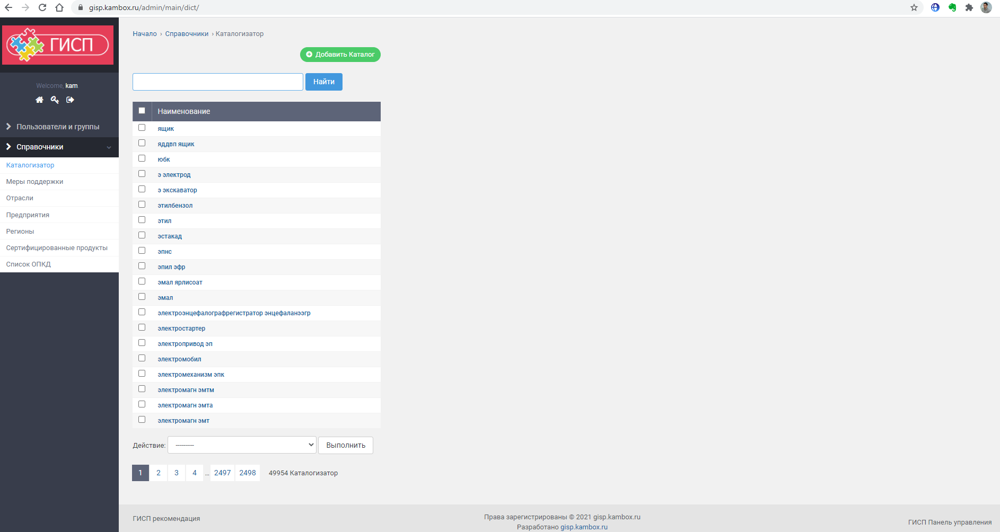 gisp.kambox.ru/admin/main/dict/
ГИСП
Welcome, kam.
Пользователи и группы
Справочники
Каталогизатор
Меры поддержки
Отрасли
Предприятия
Регионы
Сертифицированные продукты
Список ОПКД
Начало › Справочники › Каталогизатор
Добавить Каталог
Найти
Наименование
ящик
яддвп ящик
юбк
э электрод
э экскаватор
этилбензол
этил
эстакад
эпнс
эпил эфр
эмал ярлисоат
эмал
электроэнцефалографрегистратор энцефаланээгр
электростартер
электропривод эп
электромобил
электромеханизм эпк
электромагн эмтм
электромагн эмта
электромагн эмт
Действие: --------- Выполнить
1 2 3 4 ... 2497 2498 49954 Каталогизатор
ГИСП рекомендация
Права зарегистрированы © 2021 gisp.kambox.ru
Разработано gisp.kambox.ru
ГИСП Панель управления